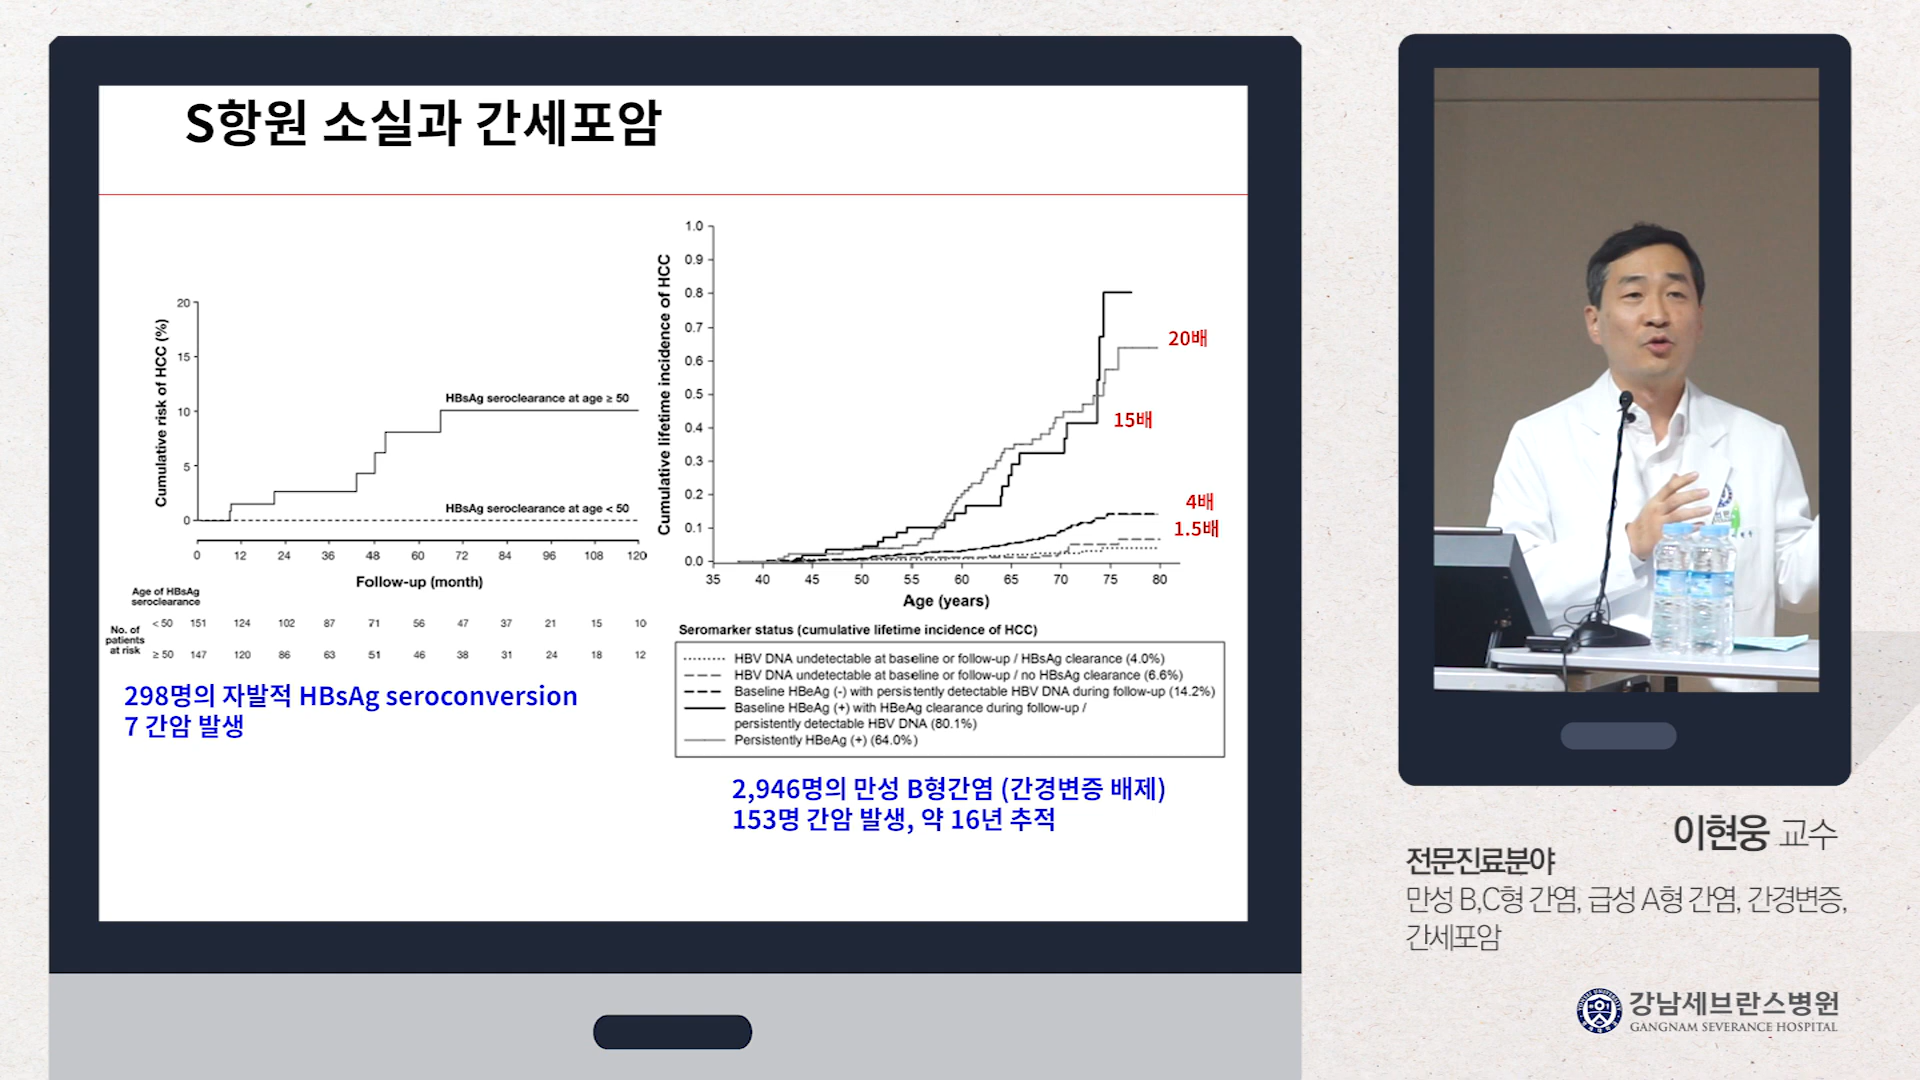 S항원 소실과 간세포암
Cumulative risk of HCC (%)
20
15
10
5
0
HBsAg seroclearance at age ≥ 50
HBsAg seroclearance at age < 50
0 12 24 36 48 60 72 84 96 108 120
Follow-up (month)
Age of HBsAg
seroclearance
No. of
patients
at risk
< 50 151 124 102 87 71 56 47 37 21 15 10
≥ 50 147 120 86 63 51 46 38 31 24 18 12
298명의 자발적 HBsAg seroconversion
7 간암 발생
Cumulative lifetime incidence of HCC
1.0
0.9
0.8
0.7
0.6
0.5
0.4
0.3
0.2
0.1
0.0
20배
15배
4배
1.5배
35 40 45 50 55 60 65 70 75 80
Age (years)
Seromarker status (cumulative lifetime incidence of HCC)
HBV DNA undetectable at baseline or follow-up / HBsAg clearance (4.0%)
HBV DNA undetectable at baseline or follow-up / no HBsAg clearance (6.6%)
Baseline HBeAg (-) with persistently detectable HBV DNA during follow-up (14.2%)
Baseline HBeAg (+) with HBeAg clearance during follow-up /
persistently detectable HBV DNA (80.1%)
Persistently HBeAg (+) (64.0%)
2,946명의 만성 B형간염 (간경변증 배제)
153명 간암 발생, 약 16년 추적
이현웅 교수
전문진료분야
만성 B,C형 간염, 급성 A형 간염, 간경변증,
간세포암
강남세브란스병원
GANGNAM SEVERANCE HOSPITAL